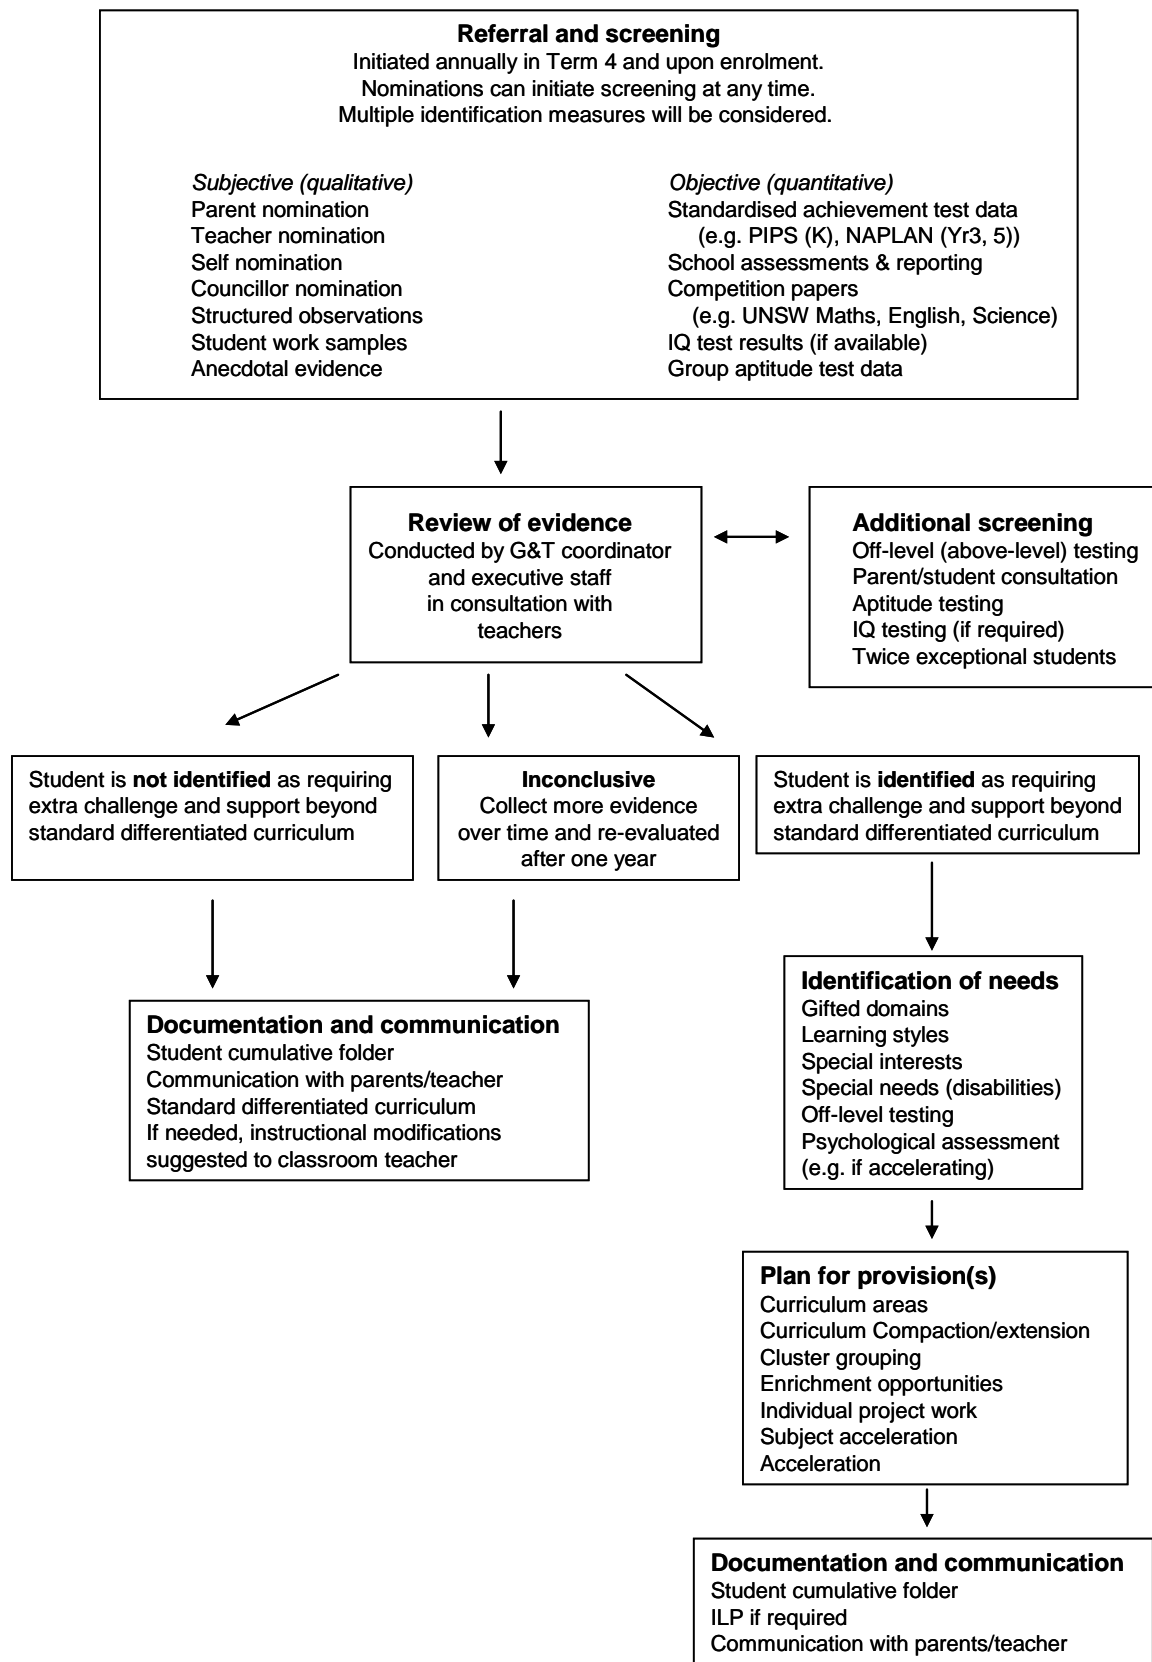 Referral and screening
Initiated annually in Term 4 and upon enrolment.
Nominations can initiate screening at any time.
Multiple identification measures will be considered.
Subjective (qualitative)
Parent nomination
Teacher nomination
Self nomination
Councillor nomination
Structured observations
Student work samples
Anecdotal evidence
Objective (quantitative)
Standardised achievement test data
(e.g. PIPS (K), NAPLAN (Yr3, 5))
School assessments & reporting
Competition papers
(e.g. UNSW Maths, English, Science)
IQ test results (if available)
Group aptitude test data
Review of evidence
Conducted by G&T coordinator
and executive staff
in consultation with
teachers
Additional screening
Off-level (above-level) testing
Parent/student consultation
Aptitude testing
IQ testing (if required)
Twice exceptional students
Student is not identified as requiring
extra challenge and support beyond
standard differentiated curriculum
Inconclusive
Collect more evidence
over time and re-evaluated
after one year
Student is identified as requiring
extra challenge and support beyond
standard differentiated curriculum
Documentation and communication
Student cumulative folder
Communication with parents/teacher
Standard differentiated curriculum
If needed, instructional modifications
suggested to classroom teacher
Identification of needs
Gifted domains
Learning styles
Special interests
Special needs (disabilities)
Off-level testing
Psychological assessment
(e.g. if accelerating)
Plan for provision(s)
Curriculum areas
Curriculum Compaction/extension
Cluster grouping
Enrichment opportunities
Individual project work
Subject acceleration
Acceleration
Documentation and communication
Student cumulative folder
ILP if required
Communication with parents/teacher